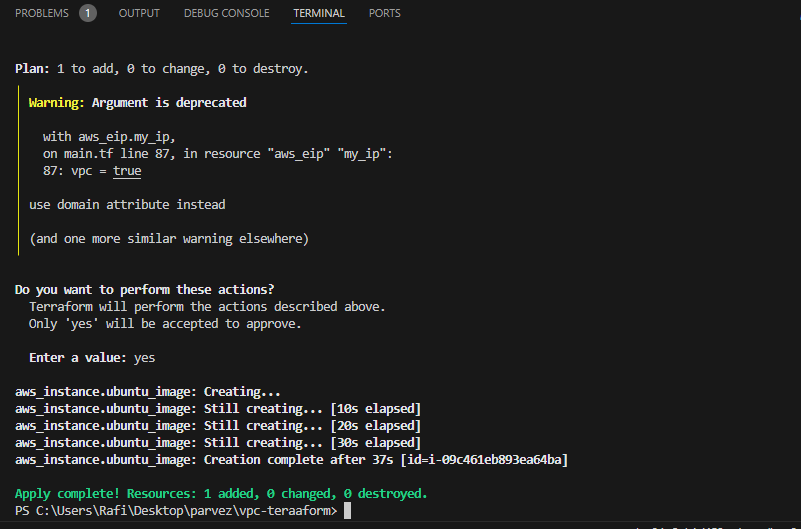 PROBLEMS 1 OUTPUT DEBUG CONSOLE TERMINAL PORTS
Plan: 1 to add, 0 to change, 0 to destroy.
Warning: Argument is deprecated
with aws_eip.my_ip,
on main.tf line 87, in resource "aws_eip" "my_ip":
87: vpc = true
use domain attribute instead
(and one more similar warning elsewhere)
Do you want to perform these actions?
Terraform will perform the actions described above.
Only 'yes' will be accepted to approve.
Enter a value: yes
aws_instance.ubuntu_image: Creating...
aws_instance.ubuntu_image: Still creating... [10s elapsed]
aws_instance.ubuntu_image: Still creating... [20s elapsed]
aws_instance.ubuntu_image: Still creating... [30s elapsed]
aws_instance.ubuntu_image: Creation complete after 37s [id=i-09c461eb893ea64ba]
Apply complete! Resources: 1 added, 0 changed, 0 destroyed.
PS C:\Users\Rafi\Desktop\parvez\vpc-teraaform>